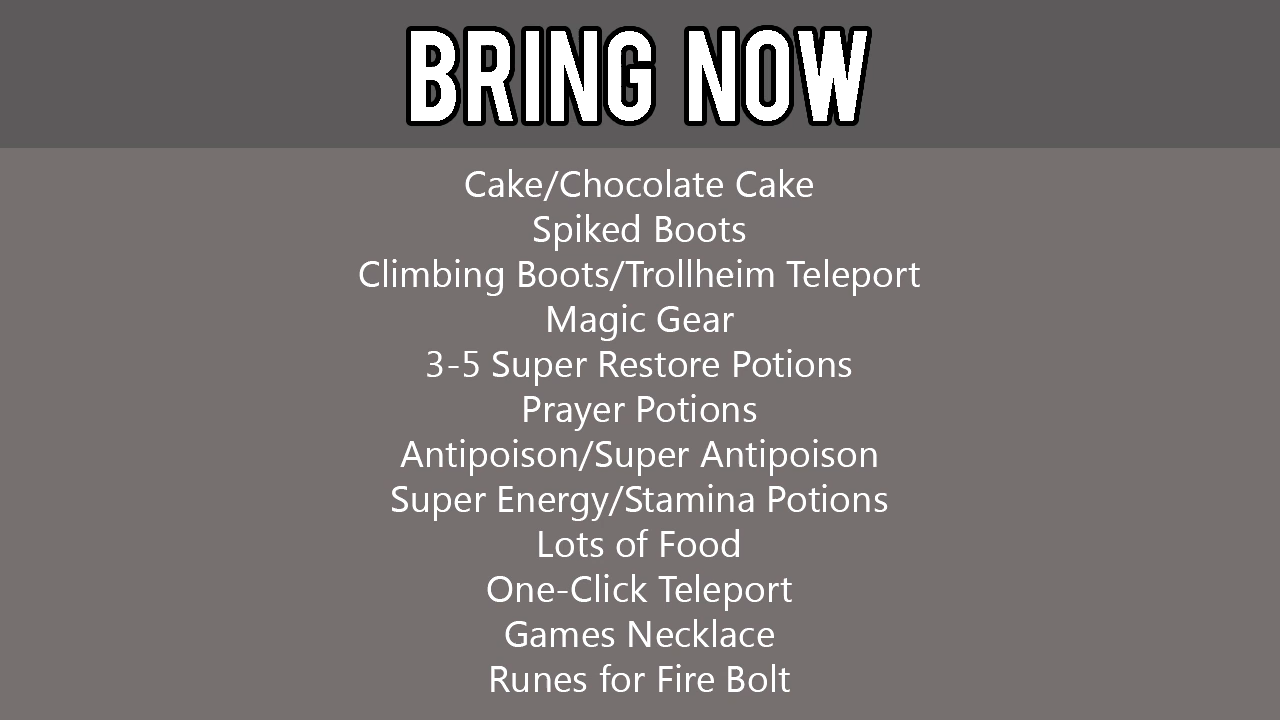 BRING NOW
Cake/Chocolate Cake
Spiked Boots
Climbing Boots/Trollheim Teleport
Magic Gear
3-5 Super Restore Potions
Prayer Potions
Antipoison/Super Antipoison
Super Energy/Stamina Potions
Lots of Food
One-Click Teleport
Games Necklace
Runes for Fire Bolt